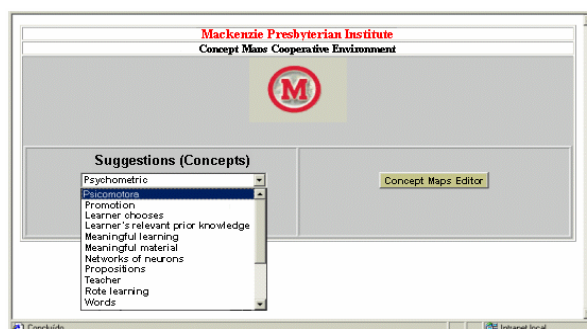 Mackenzie Presbyterian Institute
Concept Maps Cooperative Environment
M
Suggestions (Concepts)
Psychometric
Concept Maps Editor
Psicomotora
Promotion
Learner chooses
Learner's relevant prior knowledge
Meaningful learning
Meaningful material
Networks of neurons
Propositions
Teacher
Rote learning
Words
Concluído
Intranet local